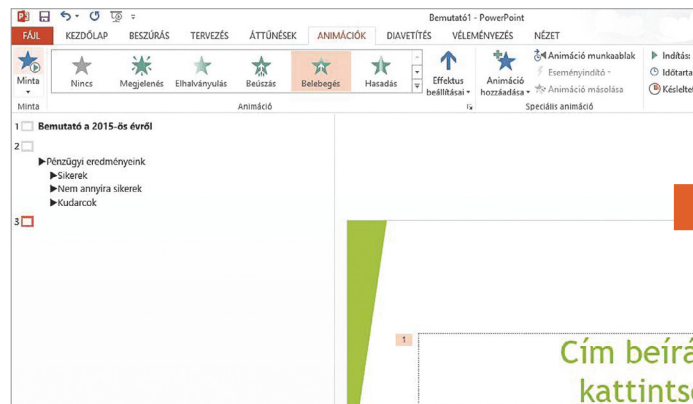 Bemutató1 - PowerPoint
FÁJL KEZDŐLAP BESZÚRÁS TERVEZÉS ÁTTŰNÉSEK ANIMÁCIÓK DIAVETÍTÉS VÉLEMÉNYEZÉS NÉZET
Minta Nincs Megjelenés Elhalványulás Beúszás Belebegés Hasadás
Effektus beállításai
Animáció hozzáadása
Animáció munkaablak
Eseményindító
Animáció másolása
Indítás:
Időtarta
Késleltet
Minta Animáció Speciális animáció
1 Bemutató a 2015-ös évről
2
Pénzügyi eredményeink
Sikerek
Nem annyira sikerek
Kudarcok
3
1
Cím beírá
kattints